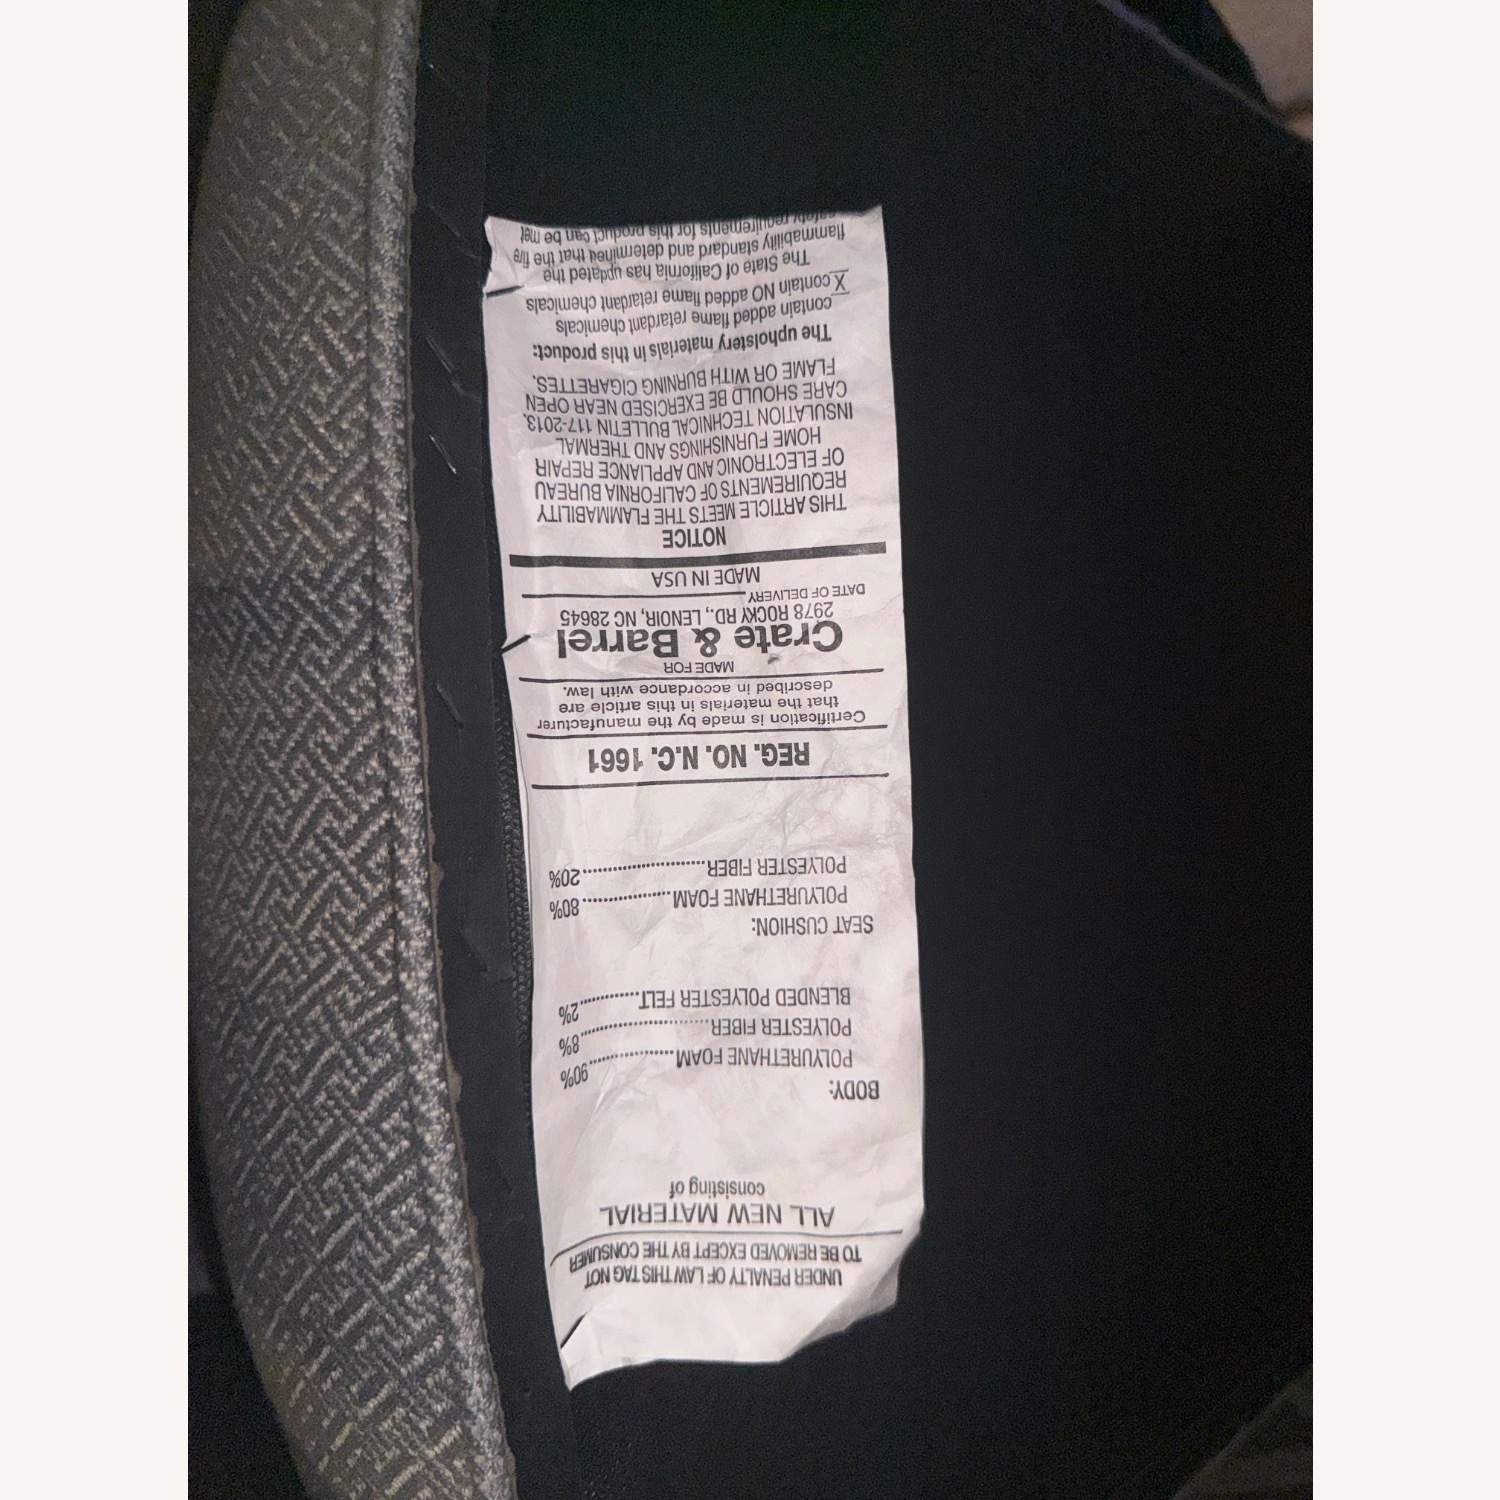 UNDER PENALTY OF LAW THIS TAG NOT
TO BE REMOVED EXCEPT BY THE CONSUMER
ALL NEW MATERIAL
consisting of
BODY:
POLYURETHANE FOAM..................90%
POLYESTER FIBER........................8%
BLENDED POLYESTER FELT.............2%
SEAT CUSHION:
POLYURETHANE FOAM..................80%
POLYESTER FIBER.........................20%
REG. NO. N.C. 1661
Certification is made by the manufacturer
that the materials in this article are
described in accordance with law.
MADE FOR
Crate & Barrel
2978 ROCKY RD., LENOIR, NC 28645
DATE OF DELIVERY
MADE IN USA
NOTICE
THIS ARTICLE MEETS THE FLAMMABILITY
REQUIREMENTS OF CALIFORNIA BUREAU
OF ELECTRONIC AND APPLIANCE REPAIR
HOME FURNISHINGS AND THERMAL
INSULATION TECHNICAL BULLETIN 117-2013.
CARE SHOULD BE EXERCISED NEAR OPEN
FLAME OR WITH BURNING CIGARETTES.
The upholstery materials in this product:
contain added flame retardant chemicals
X contain NO added flame retardant chemicals
The State of California has updated the
flammability standard and determined that the fire
safety requirements for this product can be met